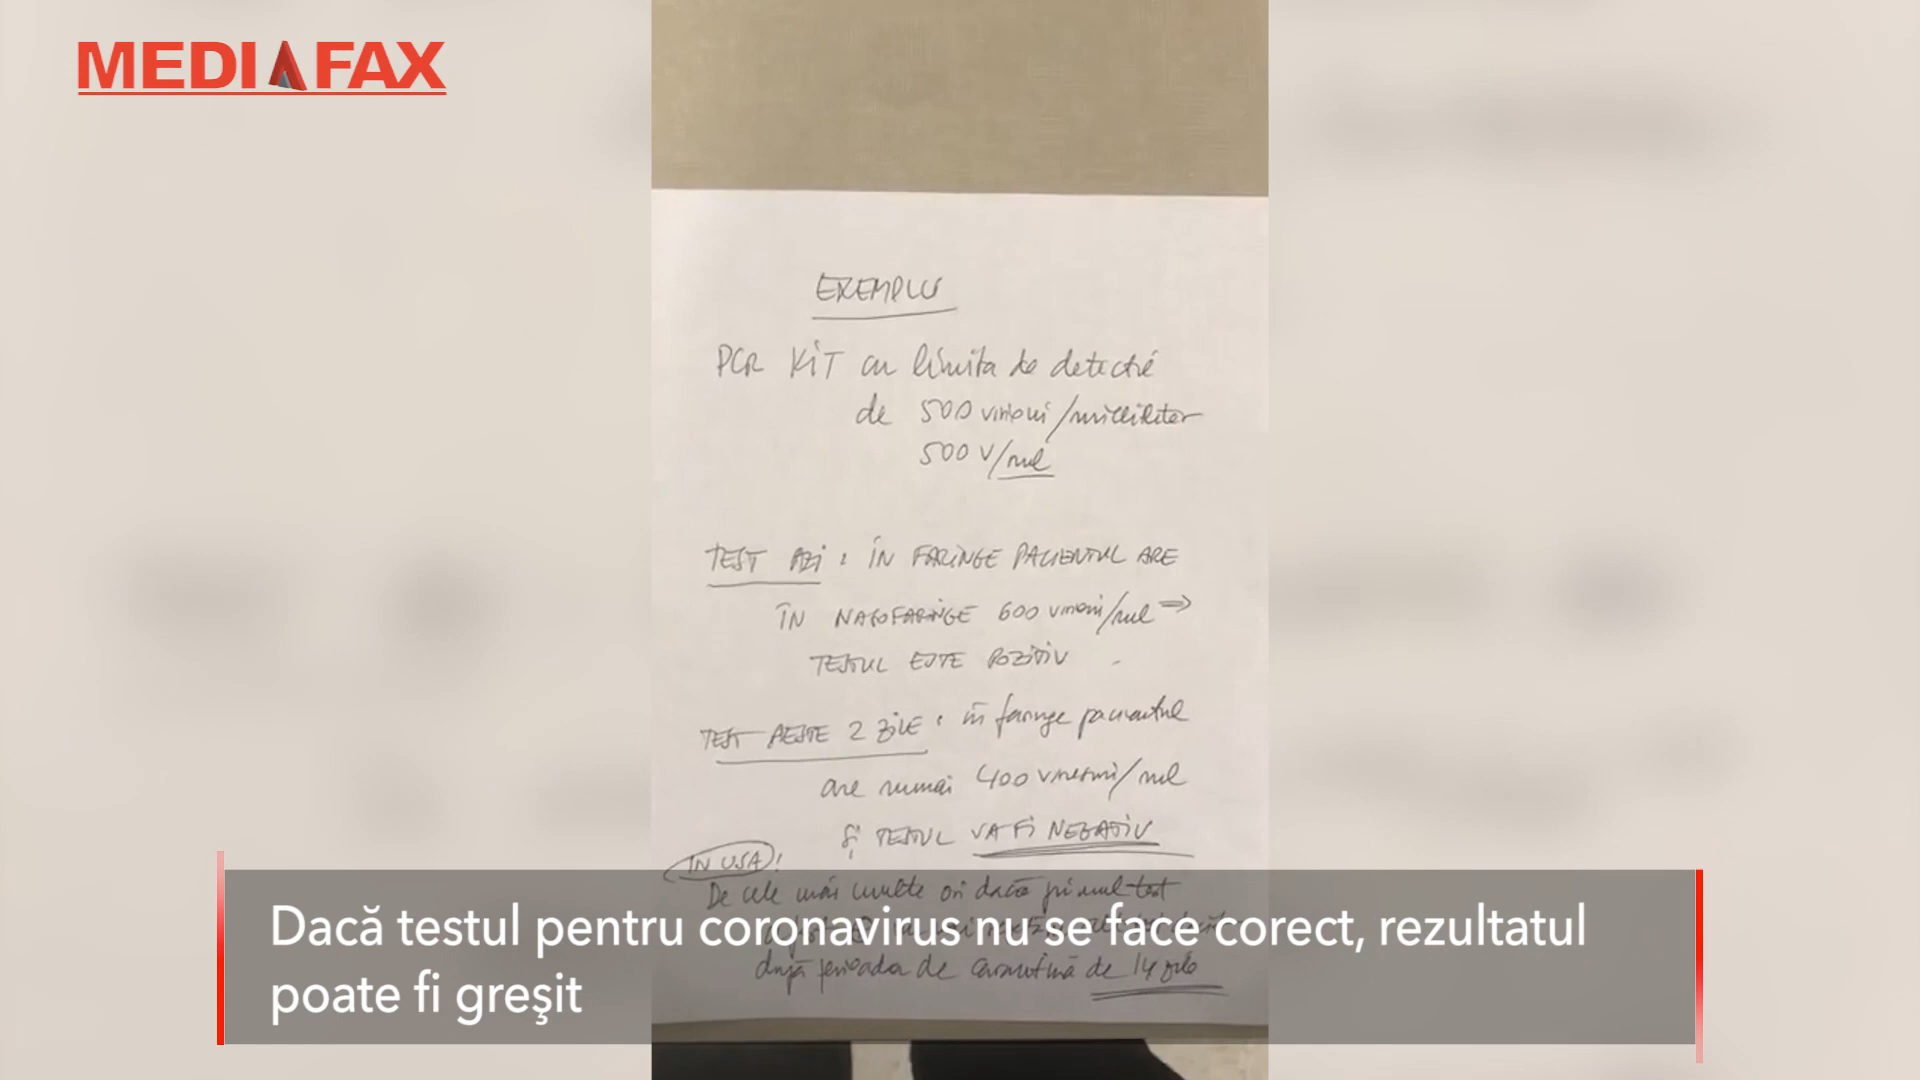 MEDIAFAX
EXEMPLU
PCR KIT cu limita de detecție
de 500 virioni/mililiter
500 V/ml
TEST AZI : ÎN FARINGE PACIENTUL ARE
ÎN NASOFARINGE 600 virioni/ml ⇒
TESTUL ESTE POZITIV
TEST PESTE 2 ZILE : în faringe pacientul
are numai 400 virioni/ml
și TESTUL VA FI NEGATIV
IN USA!
De cele mai multe ori dacă primul test
după perioada de carantină de 14 zile
Dacă testul pentru coronavirus nu se face corect, rezultatul
poate fi greşit